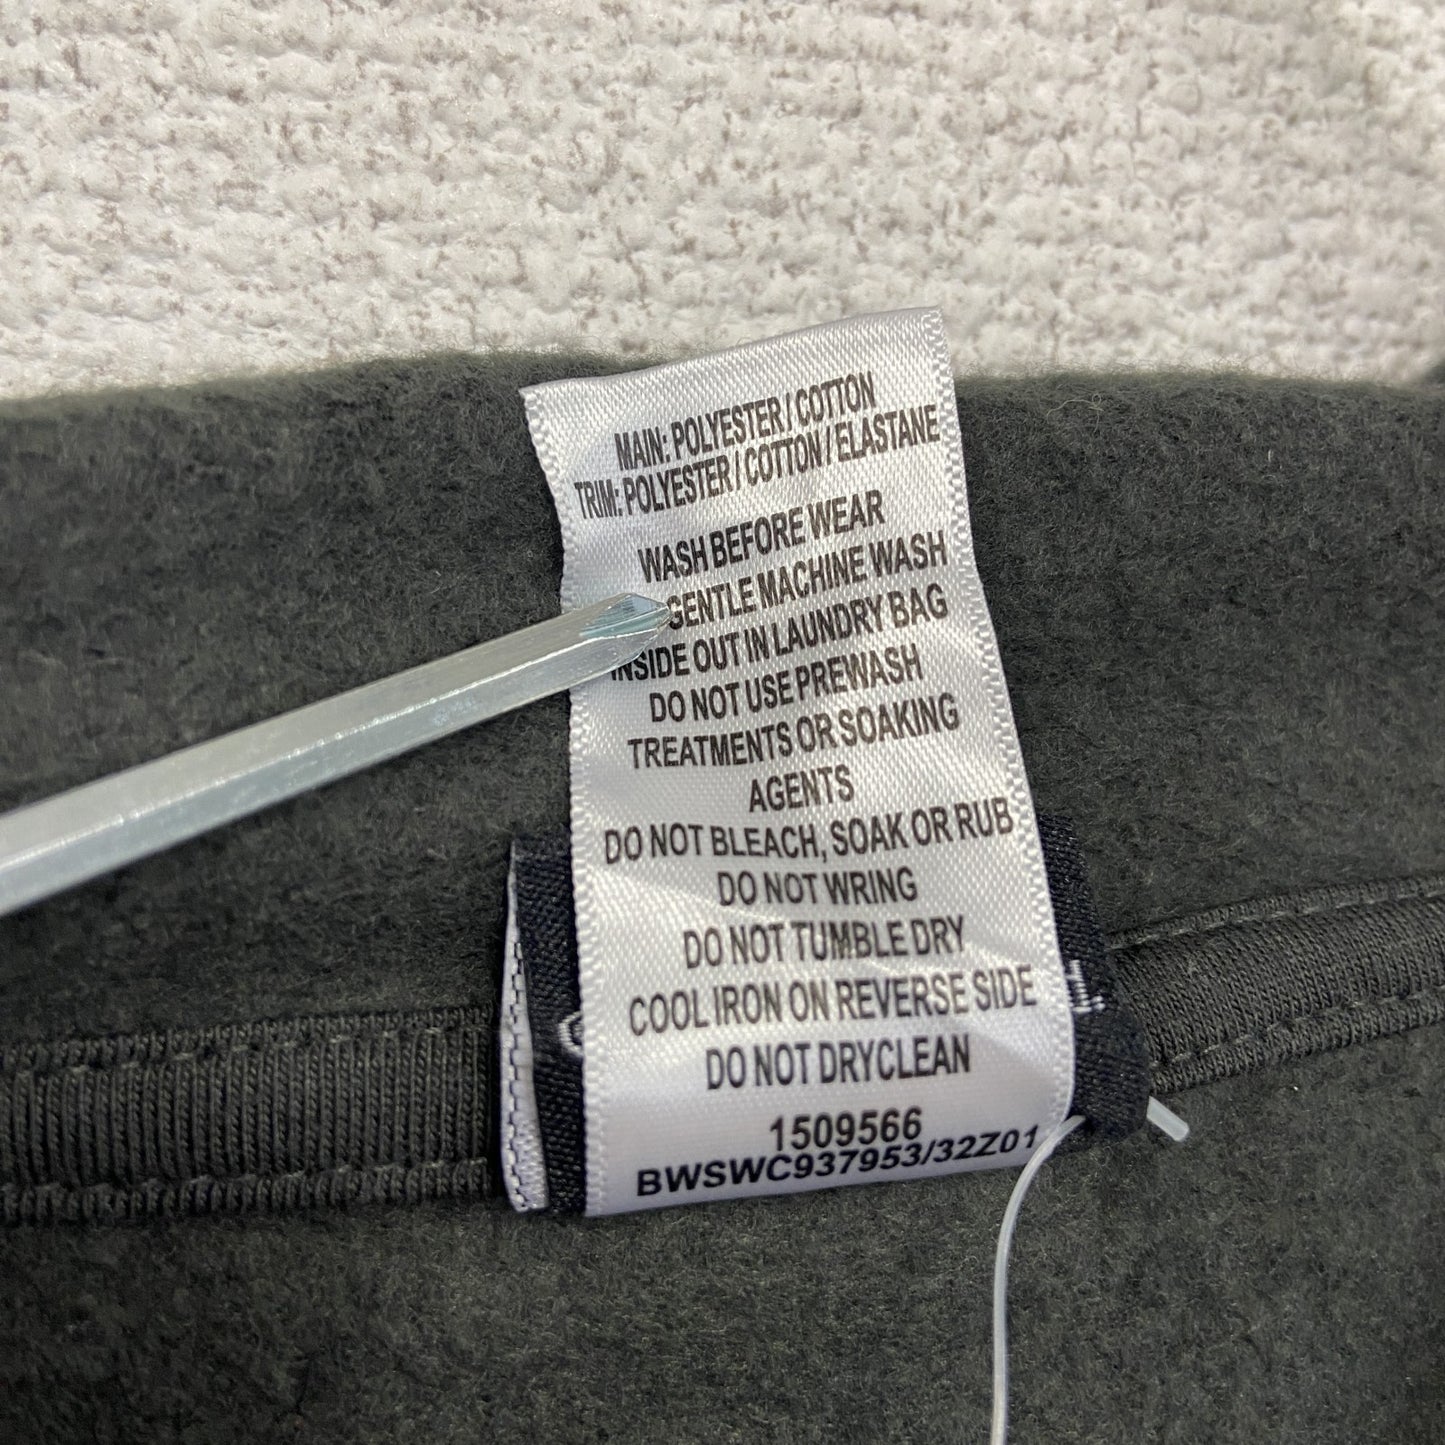 MAIN: POLYESTER / COTTON
TRIM: POLYESTER / COTTON / ELASTANE
WASH BEFORE WEAR
GENTLE MACHINE WASH
INSIDE OUT IN LAUNDRY BAG
DO NOT USE PREWASH
TREATMENTS OR SOAKING
AGENTS
DO NOT BLEACH, SOAK OR RUB
DO NOT WRING
DO NOT TUMBLE DRY
COOL IRON ON REVERSE SIDE
DO NOT DRYCLEAN
1509566
BWSWC937953/32Z01